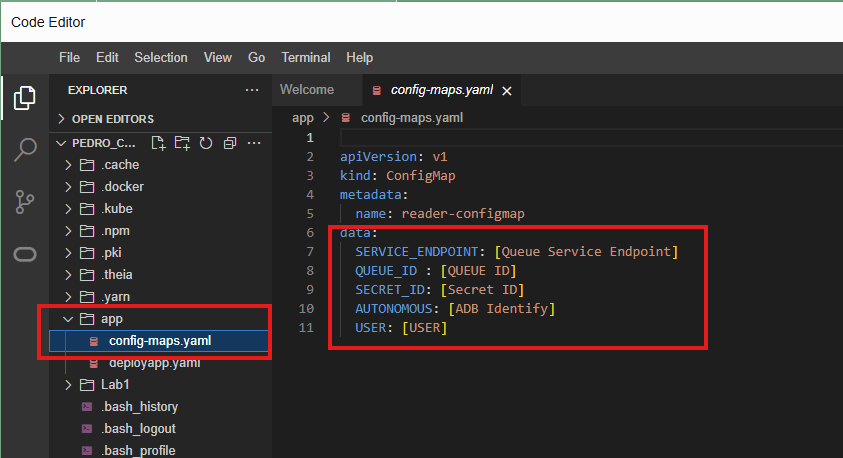 Code Editor
File Edit Selection View Go Terminal Help
EXPLORER ...
OPEN EDITORS
PEDRO_C... ...
.cache
.docker
.kube
.npm
.pki
.theia
.yarn
app
config-maps.yaml
deployapp.yaml
Lab1
.bash_history
.bash_logout
.bash_profile
Welcome config-maps.yaml
app > config-maps.yaml
1
2 apiVersion: v1
3 kind: ConfigMap
4 metadata:
5 name: reader-configmap
6 data:
7 SERVICE_ENDPOINT: [Queue Service Endpoint]
8 QUEUE_ID : [QUEUE ID]
9 SECRET_ID: [Secret ID]
10 AUTONOMOUS: [ADB Identify]
11 USER: [USER]